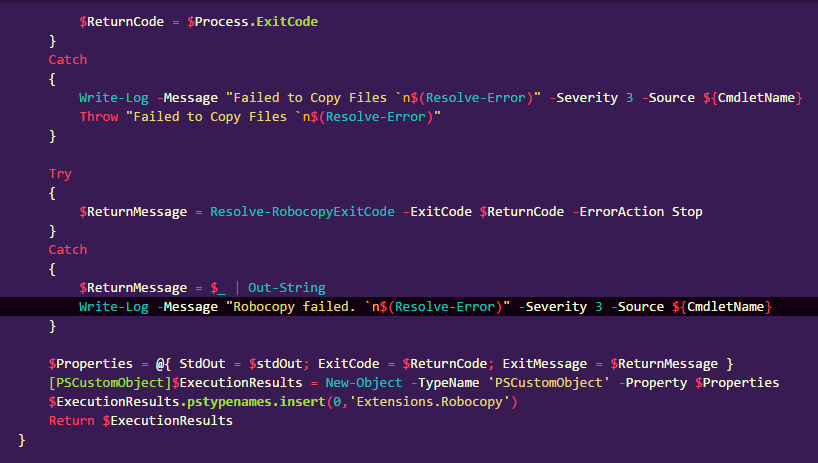 $ReturnCode = $Process.ExitCode
}
Catch
{
Write-Log -Message "Failed to Copy Files `n$(Resolve-Error)" -Severity 3 -Source ${CmdletName}
Throw "Failed to Copy Files `n$(Resolve-Error)"
}
Try
{
$ReturnMessage = Resolve-RobocopyExitCode -ExitCode $ReturnCode -ErrorAction Stop
}
Catch
{
$ReturnMessage = $_ | Out-String
Write-Log -Message "Robocopy failed. `n$(Resolve-Error)" -Severity 3 -Source ${CmdletName}
}
$Properties = @{ StdOut = $stdOut; ExitCode = $ReturnCode; ExitMessage = $ReturnMessage }
[PSCustomObject]$ExecutionResults = New-Object -TypeName 'PSCustomObject' -Property $Properties
$ExecutionResults.pstypenames.insert(0,'Extensions.Robocopy')
Return $ExecutionResults
}